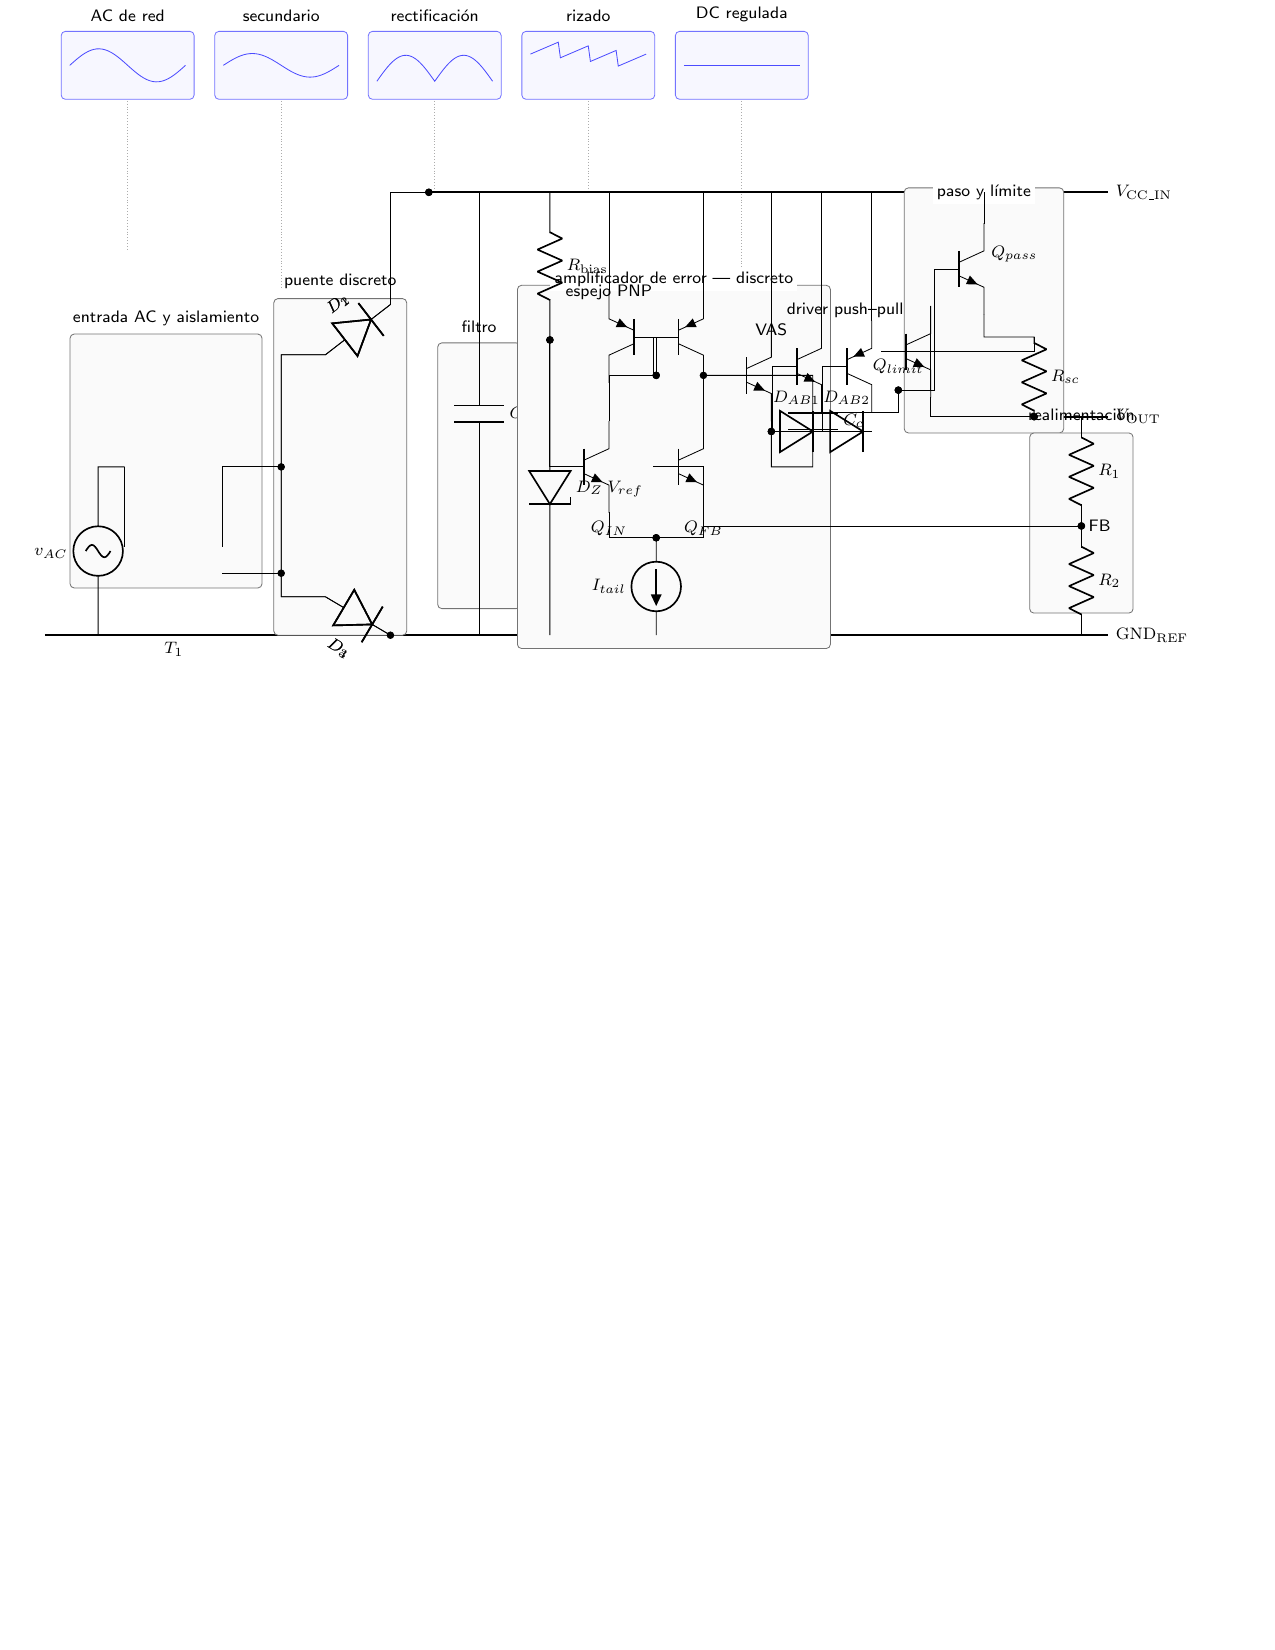 AC de red
secundario
rectificación
rizado
DC regulada
V_CC_IN
paso y límite
Q_pass
R_bias
amplificador de error — discreto
espejo PNP
puente discreto
entrada AC y aislamiento
filtro
driver push–pull
VAS
Q_limit
R_sc
D_AB1
D_AB2
C_c
V_OUT
realimentación
R_1
FB
R_2
D_Z V_ref
Q_IN
Q_FB
I_tail
v_AC
GND_REF
T_1